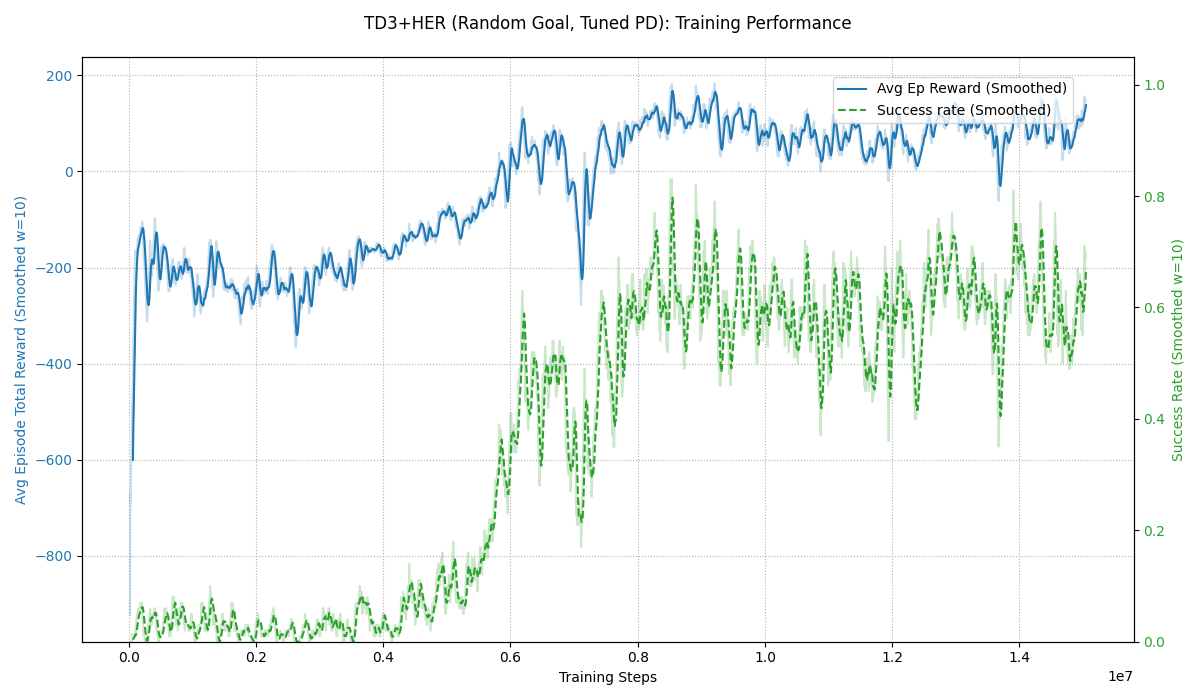 TD3+HER (Random Goal, Tuned PD): Training Performance
Avg Ep Reward (Smoothed)
Success rate (Smoothed)
Avg Episode Total Reward (Smoothed w=10)
200
0
−200
−400
−600
−800
1.0
0.8
0.6
0.4
0.2
0.0
Success Rate (Smoothed w=10)
0.0 0.2 0.4 0.6 0.8 1.0 1.2 1.4
1e7
Training Steps